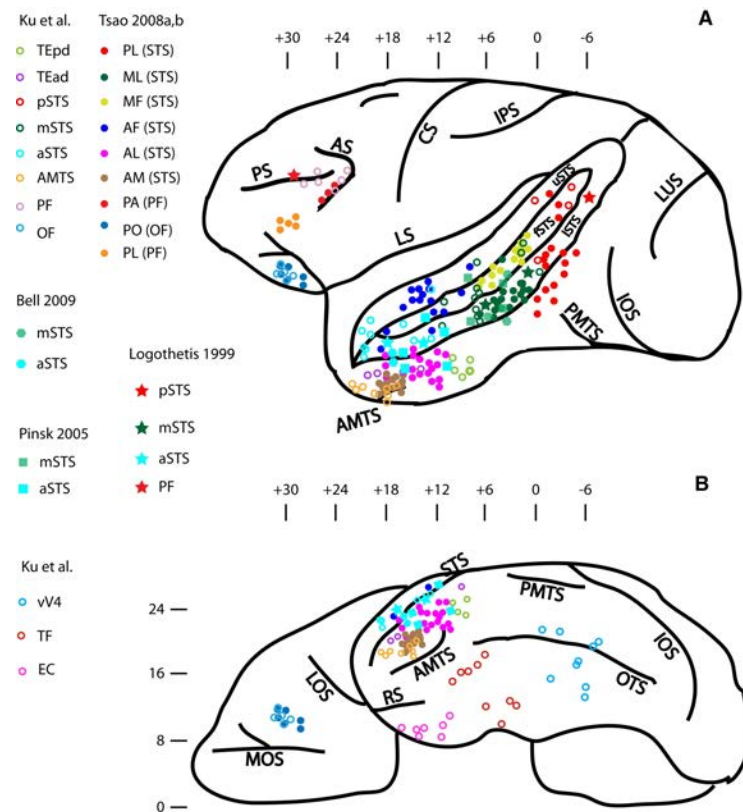 Ku et al. Tsao 2008a,b
TEpd PL (STS)
TEad ML (STS)
pSTS MF (STS)
mSTS AF (STS)
aSTS AL (STS)
AMTS AM (STS)
PF PA (PF)
OF PO (OF)
PL (PF)
Bell 2009
mSTS
aSTS
Logothetis 1999
pSTS
mSTS
aSTS
PF
Pinsk 2005
mSTS
aSTS
A
+30 +24 +18 +12 +6 0 -6
PS
AS
CS
IPS
LS
uSTS
fSTS
lSTS
LUS
IOS
PMTS
AMTS
B
+30 +24 +18 +12 +6 0 -6
Ku et al.
vV4
TF
EC
24
16
8
0
STS
PMTS
IOS
AMTS
OTS
LOS
RS
MOS